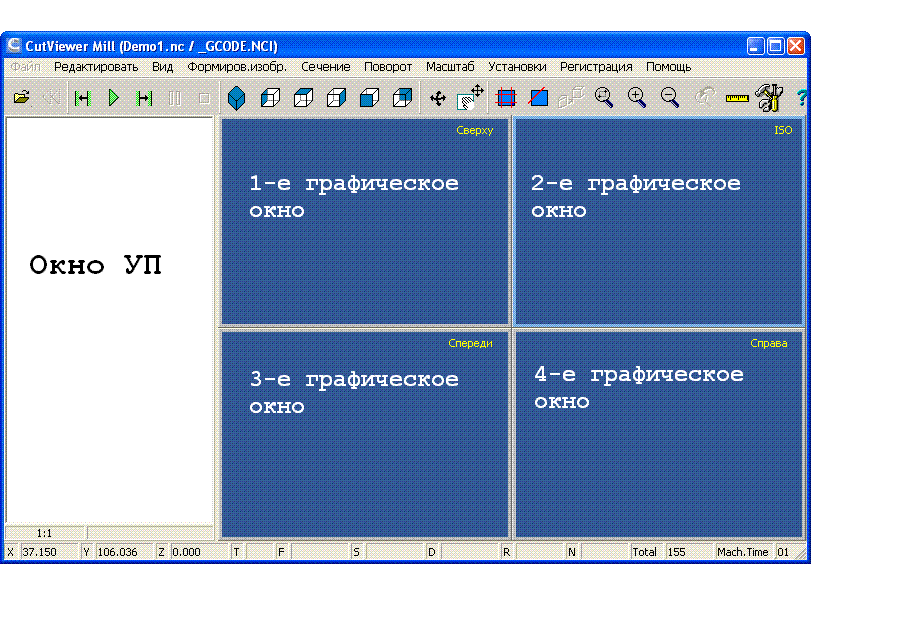 CutViewer Mill (Demo1.nc / _GCODE.NCI)
Файл Редактировать Вид Формиров.изобр. Сечение Поворот Масштаб Установки Регистрация Помощь
Сверху
ISO
1-е графическое
окно
2-е графическое
окно
Окно УП
Спереди
Справа
3-е графическое
окно
4-е графическое
окно
1:1
X 37.150 Y 106.036 Z 0.000 T F S D R N Total 155 Mach.Time 01